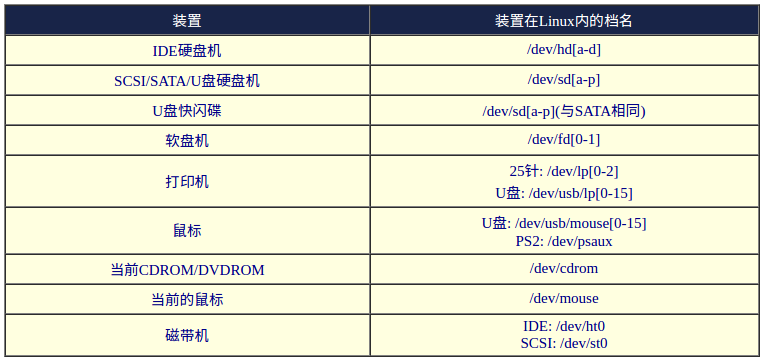 装置 装置在Linux内的档名
IDE硬盘机 /dev/hd[a-d]
SCSI/SATA/U盘硬盘机 /dev/sd[a-p]
U盘快闪碟 /dev/sd[a-p](与SATA相同)
软盘机 /dev/fd[0-1]
打印机 25针: /dev/lp[0-2]
U盘: /dev/usb/lp[0-15]
鼠标 U盘: /dev/usb/mouse[0-15]
PS2: /dev/psaux
当前CDROM/DVDROM /dev/cdrom
当前的鼠标 /dev/mouse
磁带机 IDE: /dev/ht0
SCSI: /dev/st0